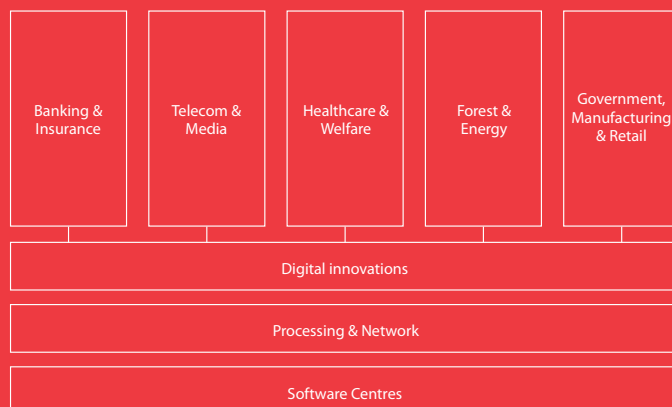 Banking &
Insurance
Telecom &
Media
Healthcare &
Welfare
Forest &
Energy
Government,
Manufacturing
& Retail
Digital innovations
Processing & Network
Software Centres